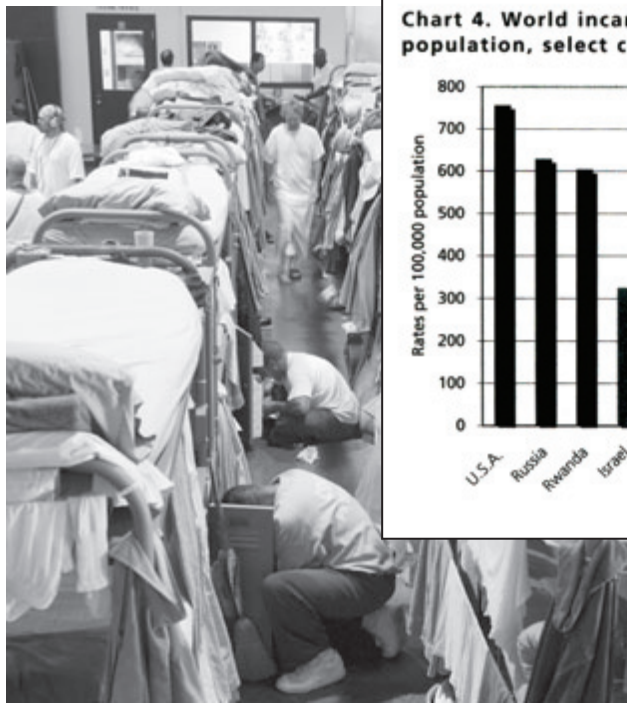 Chart 4. World
population, select
800
700
600
500
400
300
200
100
0
Rates per 100,000 population
U.S.A.
Russia
Rwanda
Israel